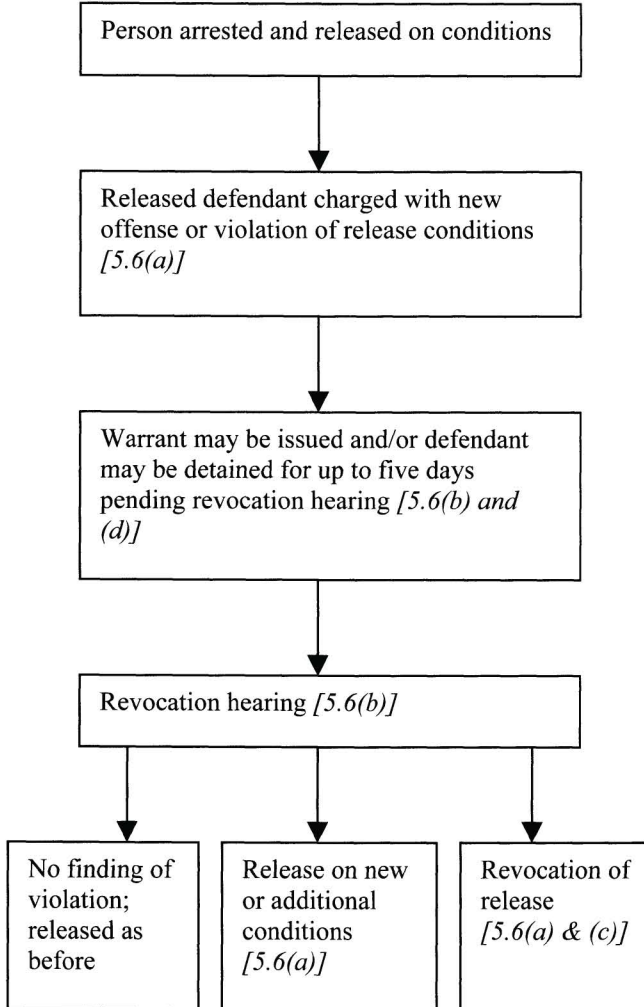 Person arrested and released on conditions
Released defendant charged with new
offense or violation of release conditions
[5.6(a)]
Warrant may be issued and/or defendant
may be detained for up to five days
pending revocation hearing [5.6(b) and
(d)]
Revocation hearing [5.6(b)]
No finding of
violation;
released as
before
Release on new
or additional
conditions
[5.6(a)]
Revocation of
release
[5.6(a) & (c)]